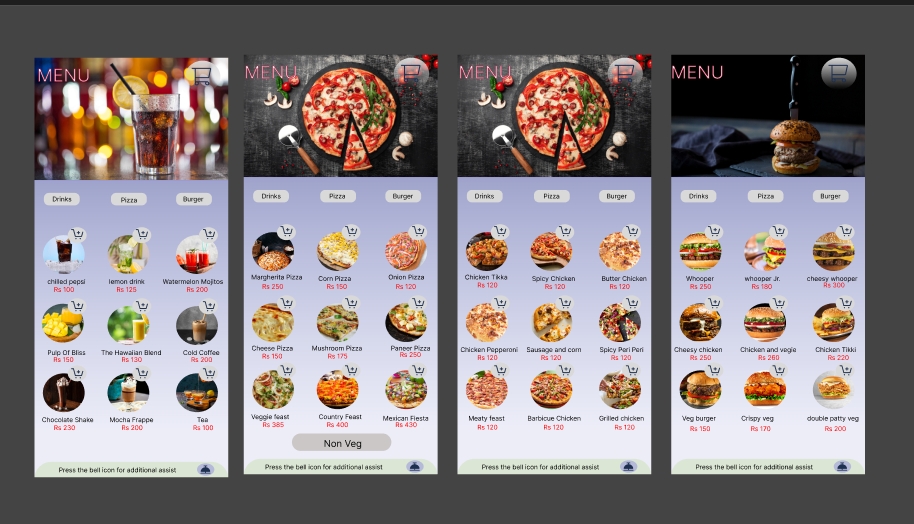 MENU
Drinks Pizza Burger
chilled pepsi lemon drink Watermelon Mojitos
Rs 100 Rs 125 Rs 200
Pulp Of Bliss The Hawaiian Blend Cold Coffee
Rs 150 Rs 130 Rs 200
Chocolate Shake Mocha Frappe Tea
Rs 230 Rs 200 Rs 100
Press the bell icon for additional assist
MENU
Drinks Pizza Burger
Margherita Pizza Corn Pizza Onion Pizza
Rs 250 Rs 150 Rs 120
Cheese Pizza Mushroom Pizza Paneer Pizza
Rs 150 Rs 175 Rs 250
Veggie feast Country Feast Mexican Fiesta
Rs 385 Rs 400 Rs 430
Non Veg
Press the bell icon for additional assist
MENU
Drinks Pizza Burger
Chicken Tikka Spicy Chicken Butter Chicken
Rs 120 Rs 120 Rs 120
Chicken Pepperoni Sausage and corn Spicy Peri Peri
Rs 120 Rs 120 Rs 120
Meaty feast Barbicue Chicken Grilled chicken
Rs 120 Rs 120 Rs 120
Press the bell icon for additional assist
MENU
Drinks Pizza Burger
Whooper whooper Jr. cheesy whooper
Rs 250 Rs 180 Rs 300
Cheesy chicken Chicken and vegie Chicken Tikki
Rs 250 Rs 260 Rs 220
Veg burger Crispy veg double patty veg
Rs 150 Rs 170 Rs 200
Press the bell icon for additional assist